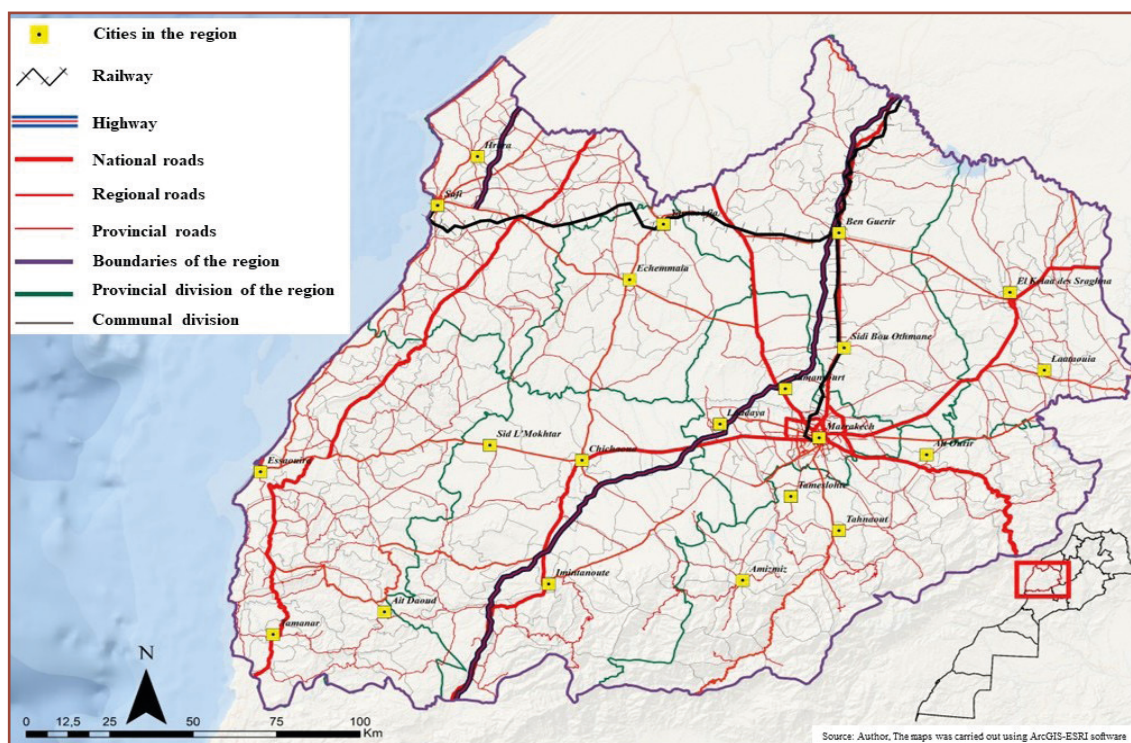 Cities in the region
Railway
Highway
National roads
Regional roads
Provincial roads
Boundaries of the region
Provincial division of the region
Communal division
Hrara
Safi
Ben Guerir
Echemmaia
El Kelaa des Sraghna
Sidi Bou Othmane
Laataouia
Loudaya
Marrakech
Sid L'Mokhtar
Chichaoua
Ait Ourir
Essaouira
Tameslohte
Tahnaout
Imintanoute
Amizmiz
Ait Daoud
Tamanar
N
0 12,5 25 50 75 100
Km
Source: Author, The maps was carried out using ArcGIS-ESRI software